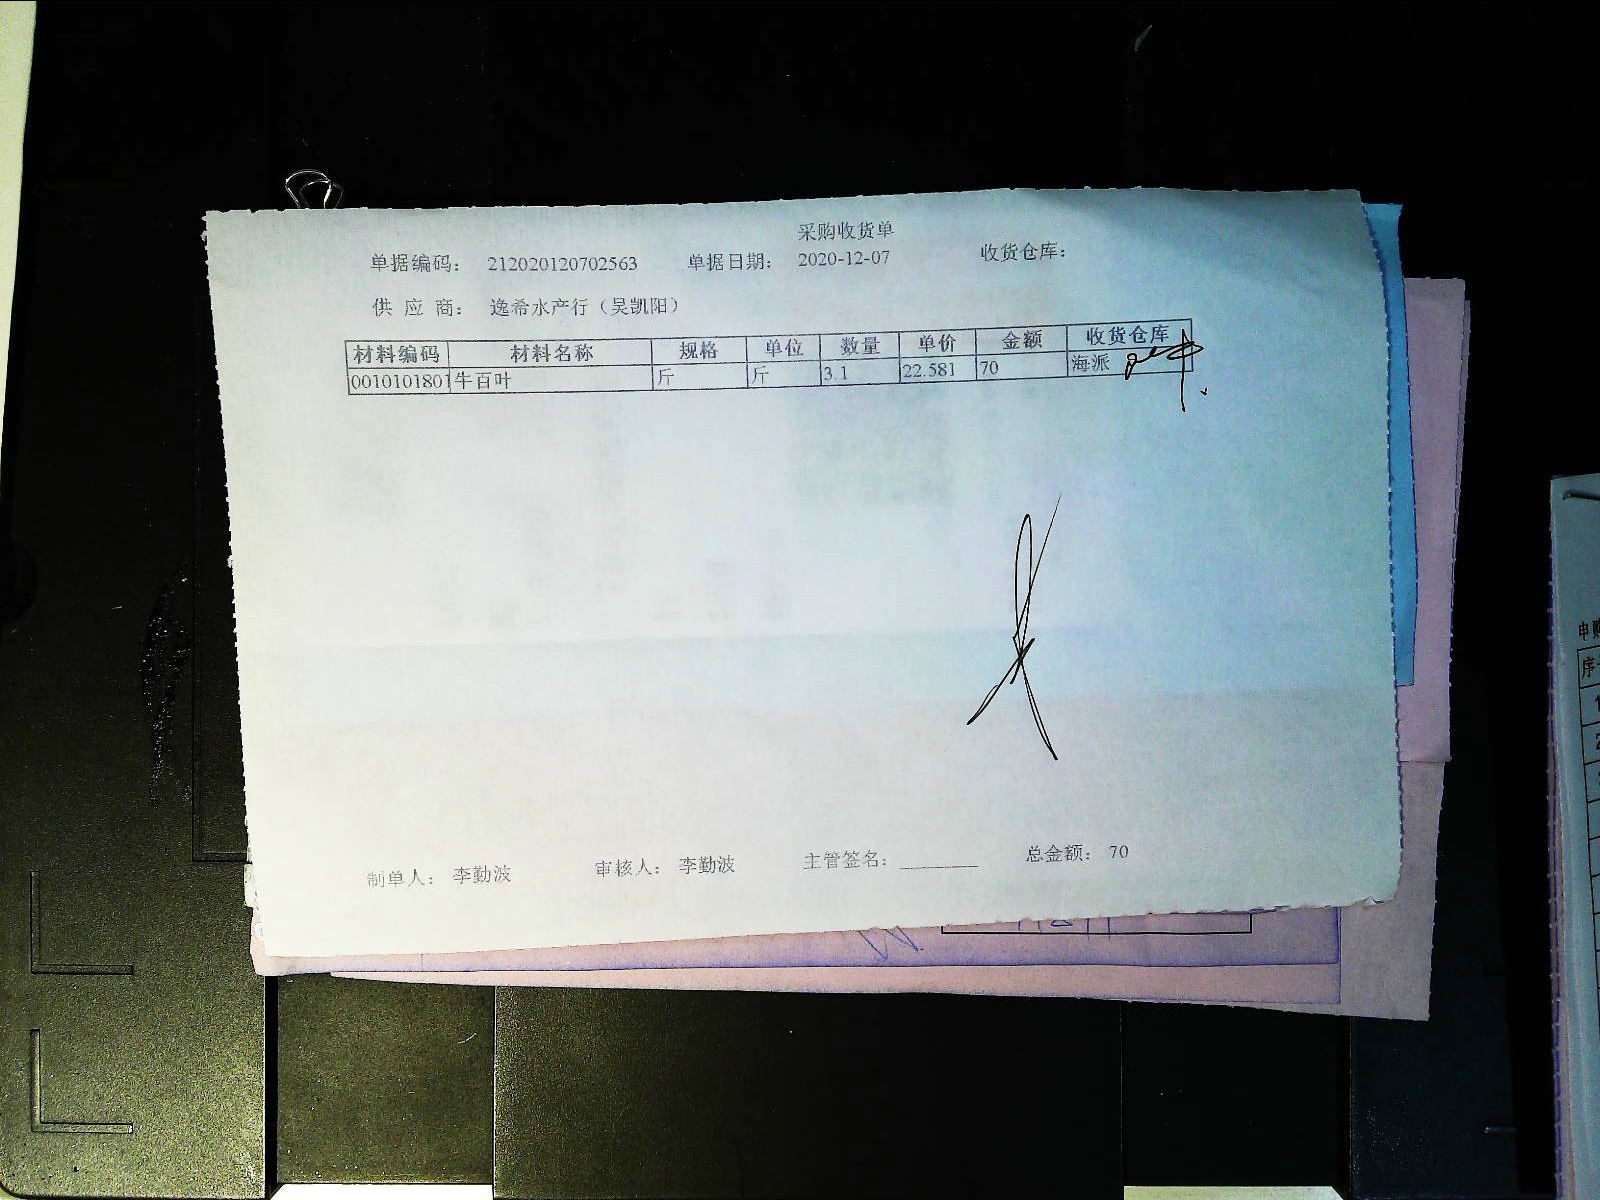 采购收货单
单据编码： 212020120702563 单据日期： 2020-12-07 收货仓库：
供 应 商： 逸希水产行（吴凯阳）
材料编码 材料名称 规格 单位 数量 单价 金额 收货仓库
0010101801 牛百叶 斤 斤 3.1 22.581 70 海派
制单人： 李勤波 审核人： 李勤波 主管签名：________ 总金额： 70
申购
序